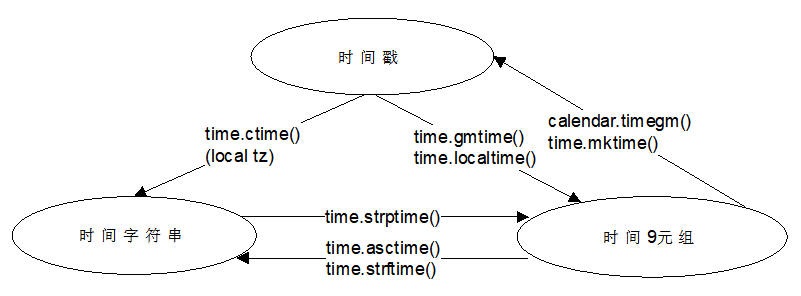 时间戳
time.ctime()
(local tz)
time.gmtime()
time.localtime()
calendar.timegm()
time.mktime()
时间字符串
time.strptime()
time.asctime()
time.strftime()
时间9元组